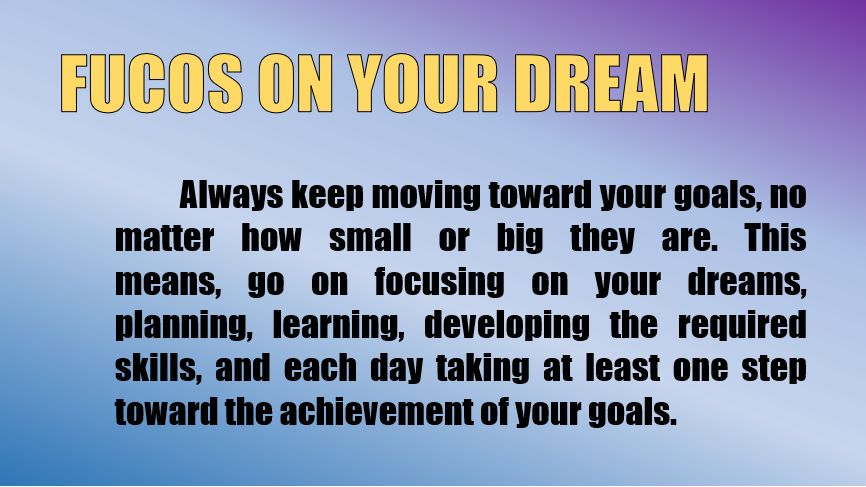 FUCOS ON YOUR DREAM
Always keep moving toward your goals, no
matter how small or big they are. This
means, go on focusing on your dreams,
planning, learning, developing the required
skills, and each day taking at least one step
toward the achievement of your goals.